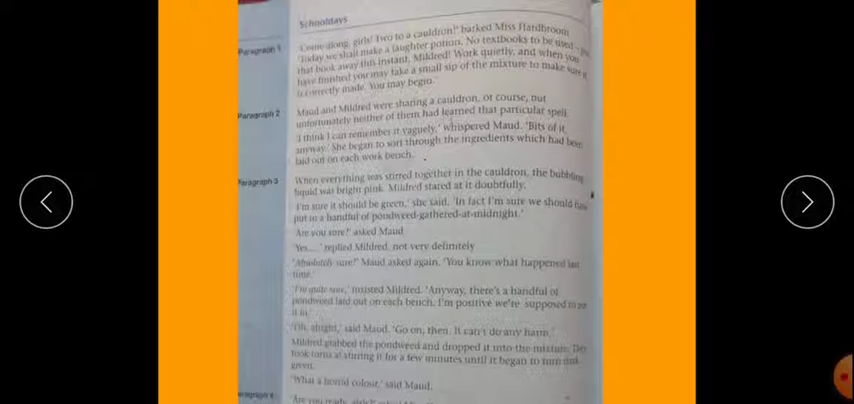 Schooldays
Paragraph 1
'Come along, girls! Two to a cauldron!' barked Miss Hardbroom
'Today we shall make a laughter potion. No textbooks to be used –
that book away this instant, Mildred! Work quietly, and when you
have finished you may take a small sip of the mixture to make sure
is correctly made. You may begin.'
Paragraph 2
Maud and Mildred were sharing a cauldron, of course, but
unfortunately neither of them had learned that particular spell.
'I think I can remember it vaguely,' whispered Maud. 'Bits of it,
anyway.' She began to sort through the ingredients which had been
laid out on each work bench.
Paragraph 3
When everything was stirred together in the cauldron, the bubbling
liquid was bright pink. Mildred stared at it doubtfully.
'I'm sure it should be green,' she said. 'In fact I'm sure we should have
put in a handful of pondweed-gathered-at-midnight.'
'Are you sure?' asked Maud
'Yes....' replied Mildred, not very definitely
'Absolutely sure?' Maud asked again. 'You know what happened last
time.'
'I'm quite sure,' insisted Mildred. 'Anyway, there's a handful of
pondweed laid out on each bench. I'm positive we're supposed to put
it in.'
'Oh, alright,' said Maud. 'Go on, then. It can't do any harm.'
Mildred grabbed the pondweed and dropped it into the mixture. They
took turns at stirring it for a few minutes until it began to turn dark
green.
'What a horrid colour,' said Maud.
'Are you ready, girls?'